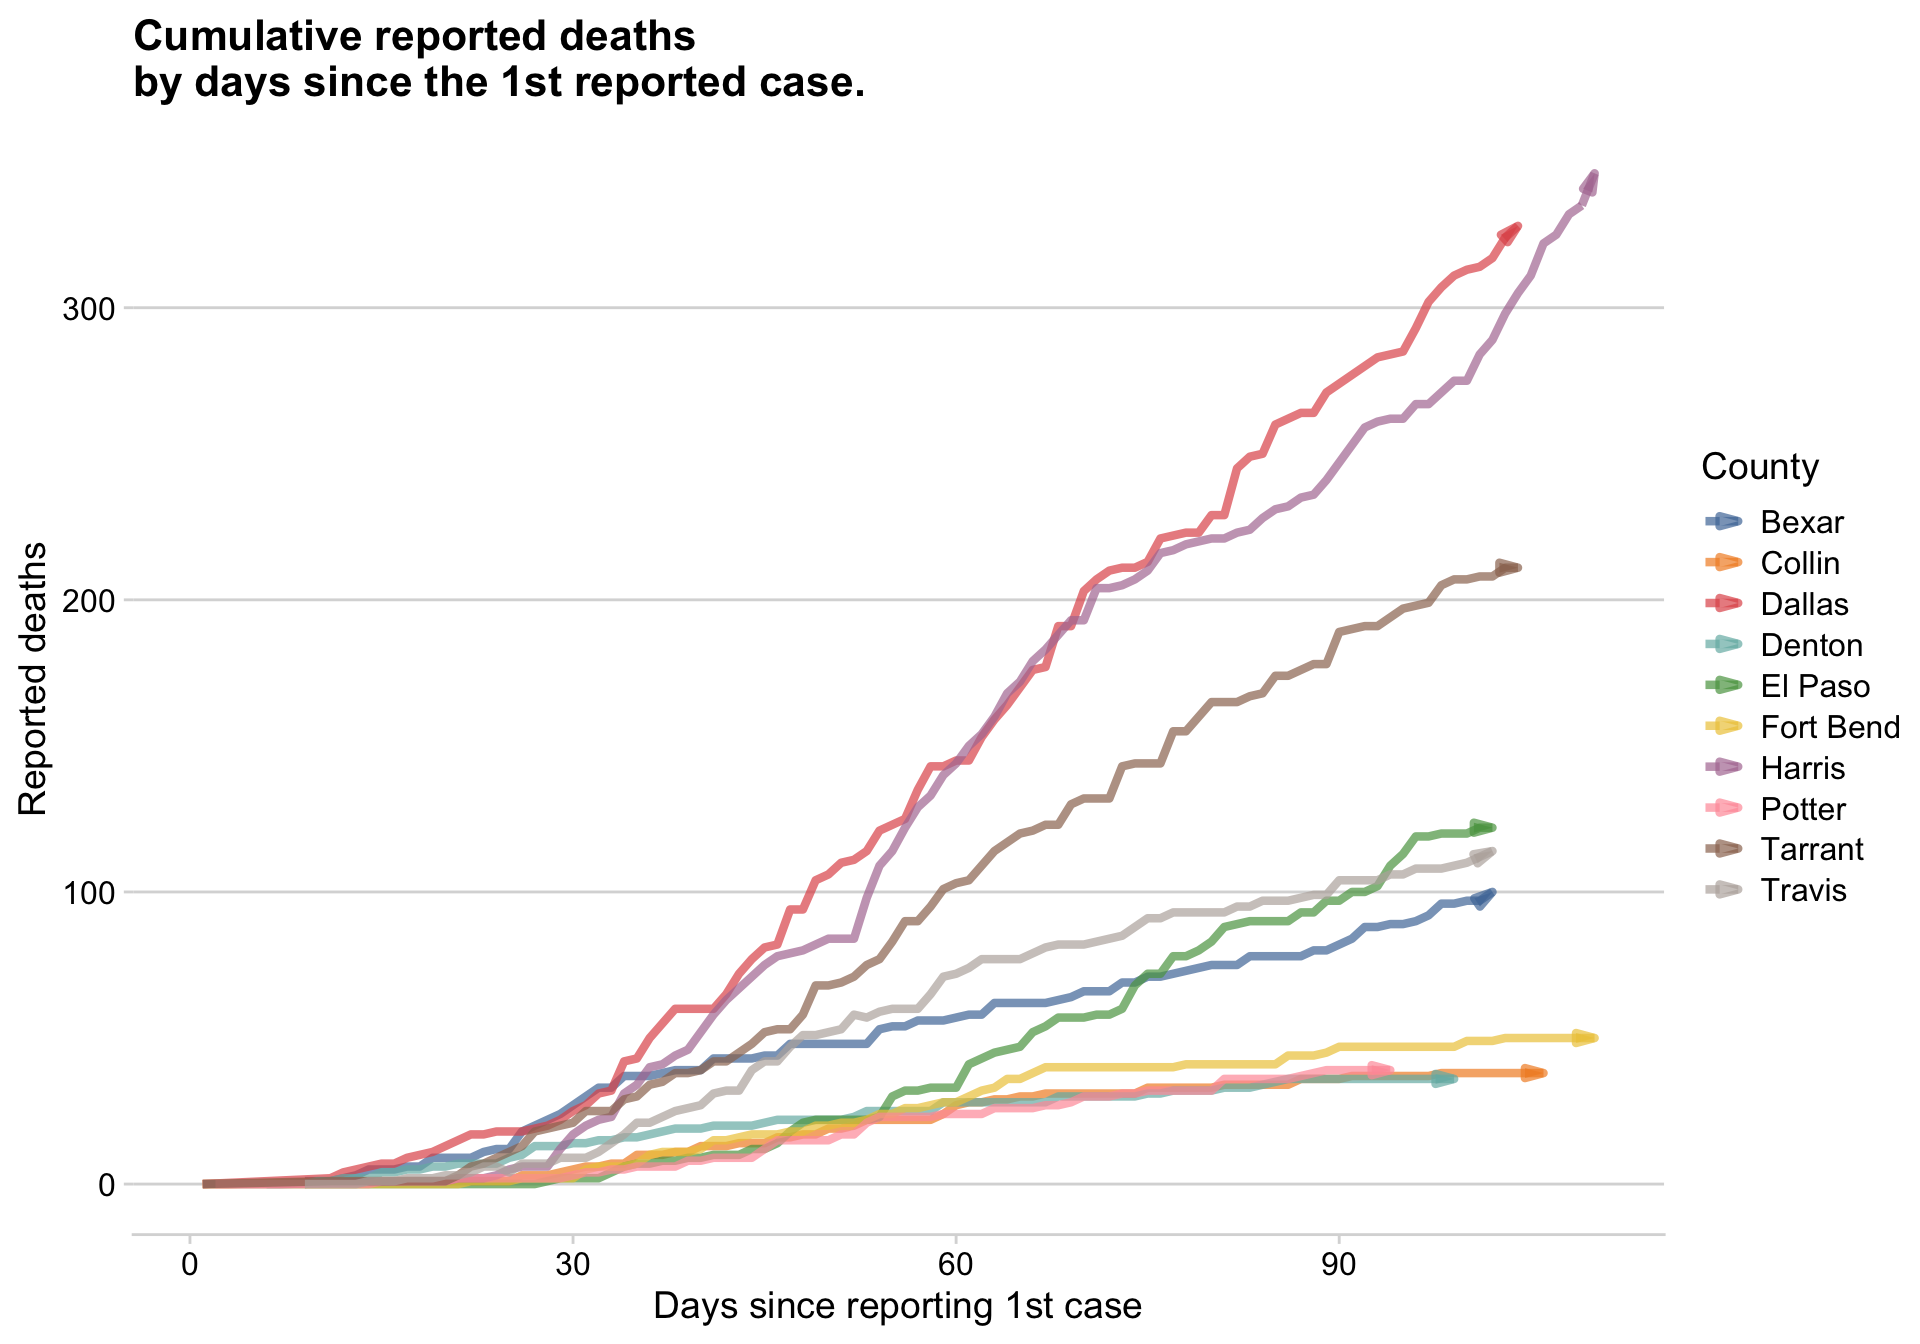 Cumulative reported deaths
by days since the 1st reported case.
Reported deaths
300
200
100
0
0
30
60
90
Days since reporting 1st case
County
Bexar
Collin
Dallas
Denton
El Paso
Fort Bend
Harris
Potter
Tarrant
Travis